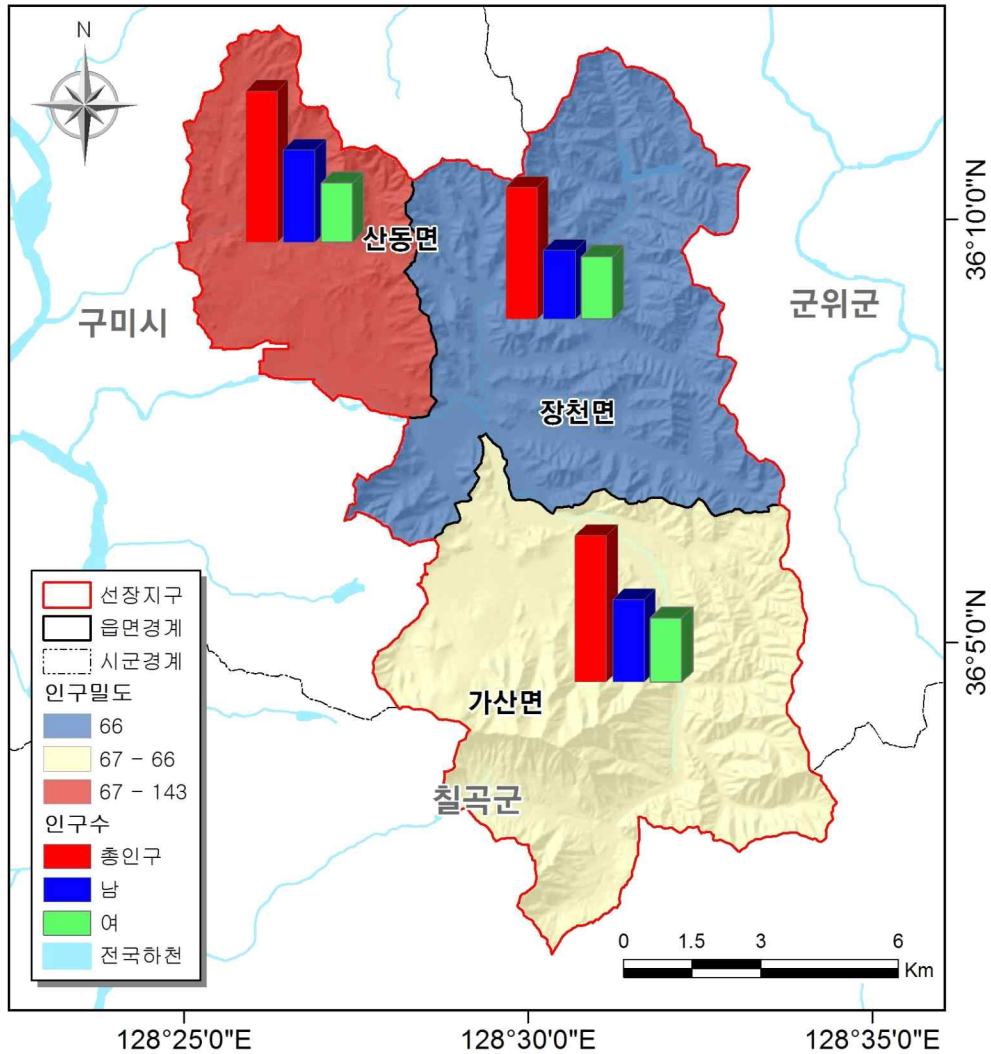 N
산동면
구미시
군위군
장천면
가산면
칠곡군
36°10'0"N
36°5'0"N
선장지구
읍면경계
시군경계
인구밀도
66
67 - 66
67 - 143
인구수
총인구
남
여
전국하천
0 1.5 3 6
Km
128°25'0"E 128°30'0"E 128°35'0"E